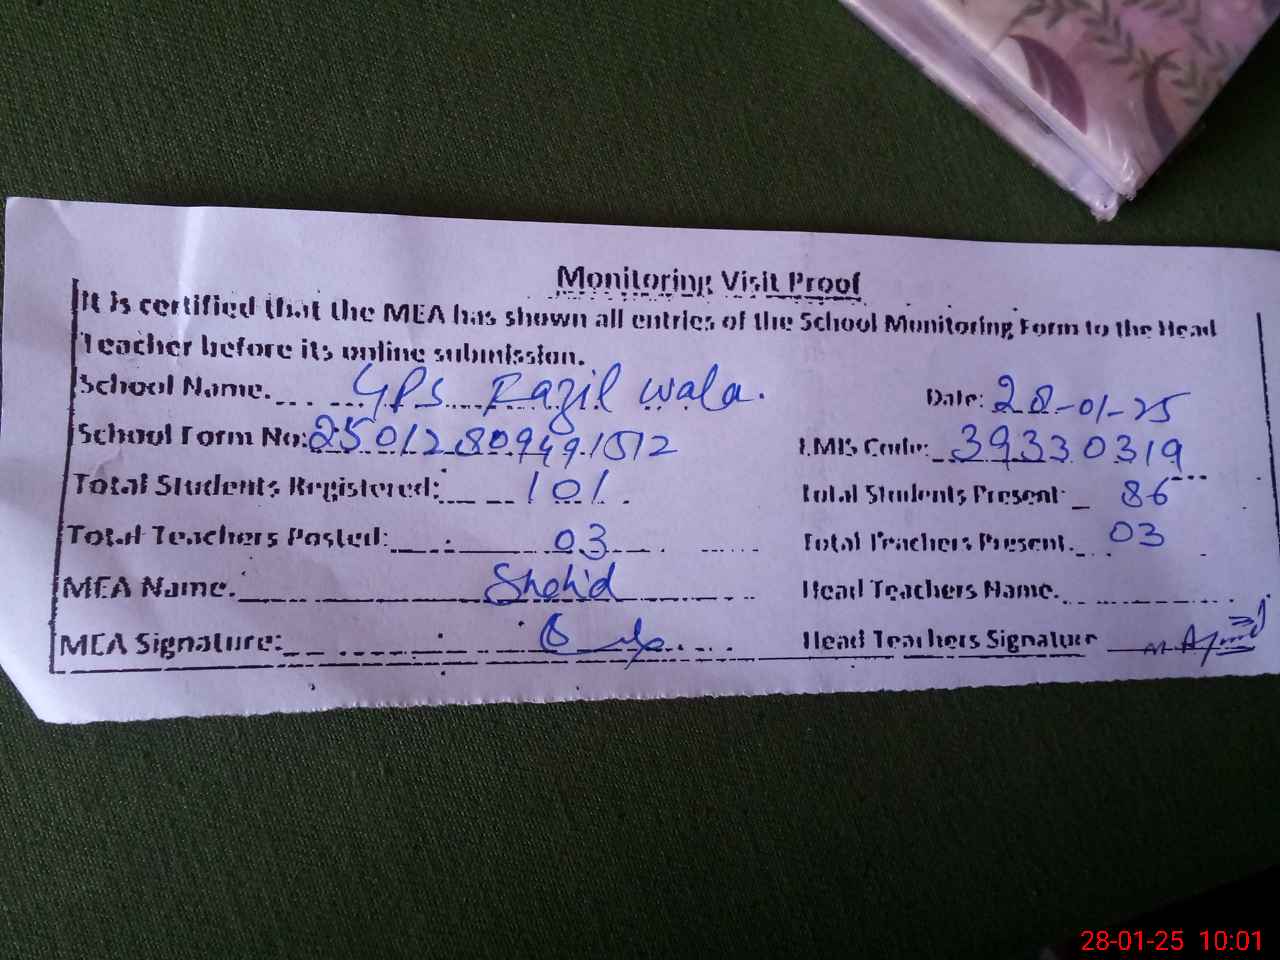 Monitoring Visit Proof
It is certified that the MEA has shown all entries of the School Monitoring Form to the Head
Teacher before its online submission.
School Name. GPS Fazil wala. Date: 28-01-25
School Form No: 25012809491512 EMIS Code: 39330319
Total Students Registered: 101 Total Students Present: 86
Total Teachers Posted: 03 Total Teachers Present. 03
MEA Name. Shahid Head Teachers Name.
MEA Signature: Head Teachers Signature
28-01-25 10:01